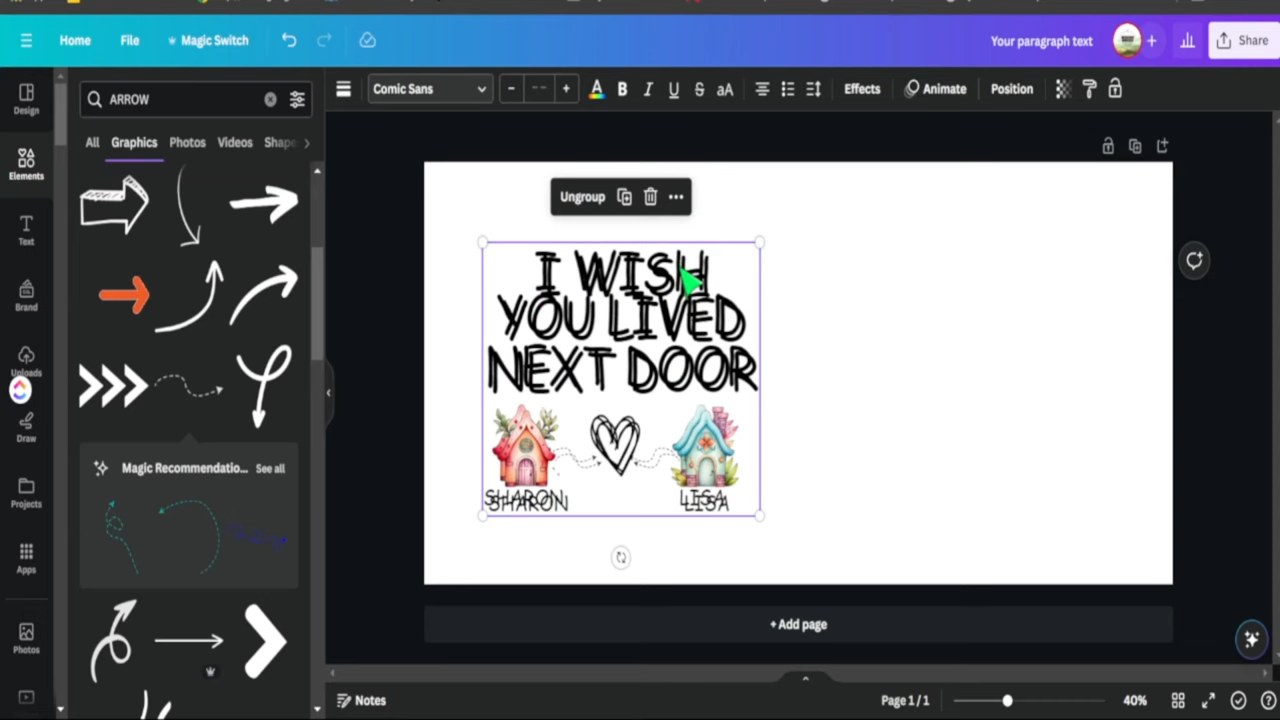 Home File Magic Switch Your paragraph text Share
ARROW Comic Sans - -- + A B I U S aA Effects Animate Position
Design
All Graphics Photos Videos Shape
Elements
Text
Brand
Uploads
Draw
Projects
Apps
Photos
Magic Recommendatio... See all
Ungroup
I WISH
YOU LIVED
NEXT DOOR
SHARON LISA
+ Add page
Notes Page 1 / 1 40%